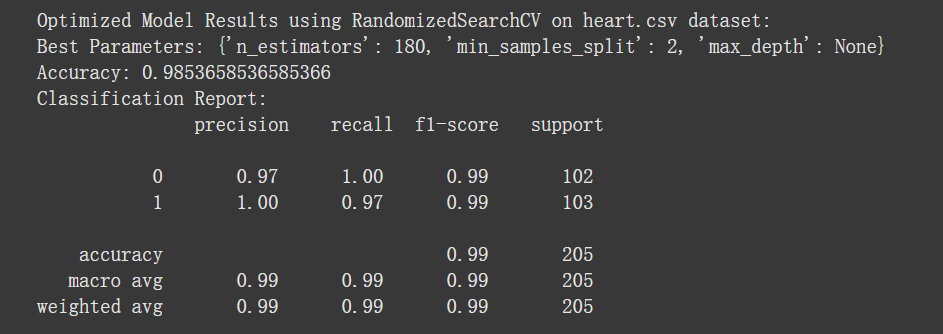 Optimized Model Results using RandomizedSearchCV on heart.csv dataset:
Best Parameters: {'n_estimators': 180, 'min_samples_split': 2, 'max_depth': None}
Accuracy: 0.9853658536585366
Classification Report:
precision recall f1-score support
0 0.97 1.00 0.99 102
1 1.00 0.97 0.99 103
accuracy 0.99 205
macro avg 0.99 0.99 0.99 205
weighted avg 0.99 0.99 0.99 205